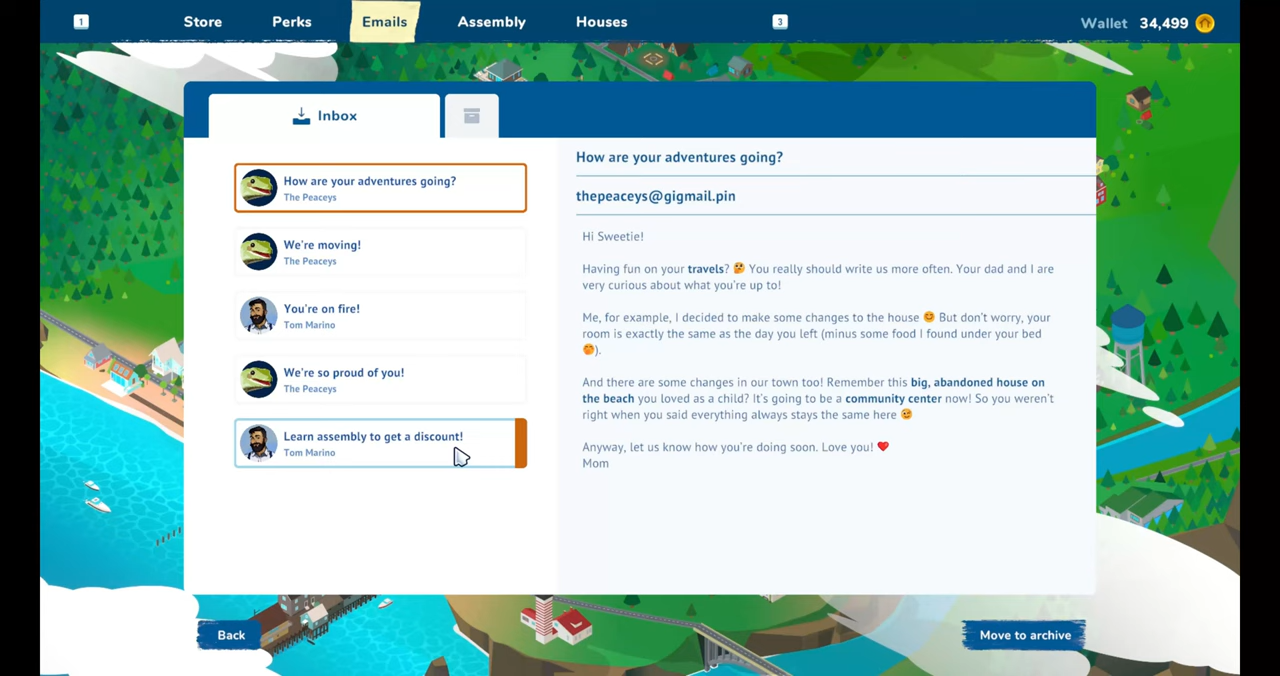 1 Store Perks Emails Assembly Houses 3 Wallet 34,499
Inbox
How are your adventures going?
The Peaceys
We're moving!
The Peaceys
You're on fire!
Tom Marino
We're so proud of you!
The Peaceys
Learn assembly to get a discount!
Tom Marino
How are your adventures going?
thepeaceys@gigmail.pin
Hi Sweetie!
Having fun on your travels? 🤔 You really should write us more often. Your dad and I are
very curious about what you're up to!
Me, for example, I decided to make some changes to the house 😊 But don't worry, your
room is exactly the same as the day you left (minus some food I found under your bed
🤭).
And there are some changes in our town too! Remember this big, abandoned house on
the beach you loved as a child? It's going to be a community center now! So you weren't
right when you said everything always stays the same here 😉
Anyway, let us know how you're doing soon. Love you! ❤️
Mom
Back
Move to archive